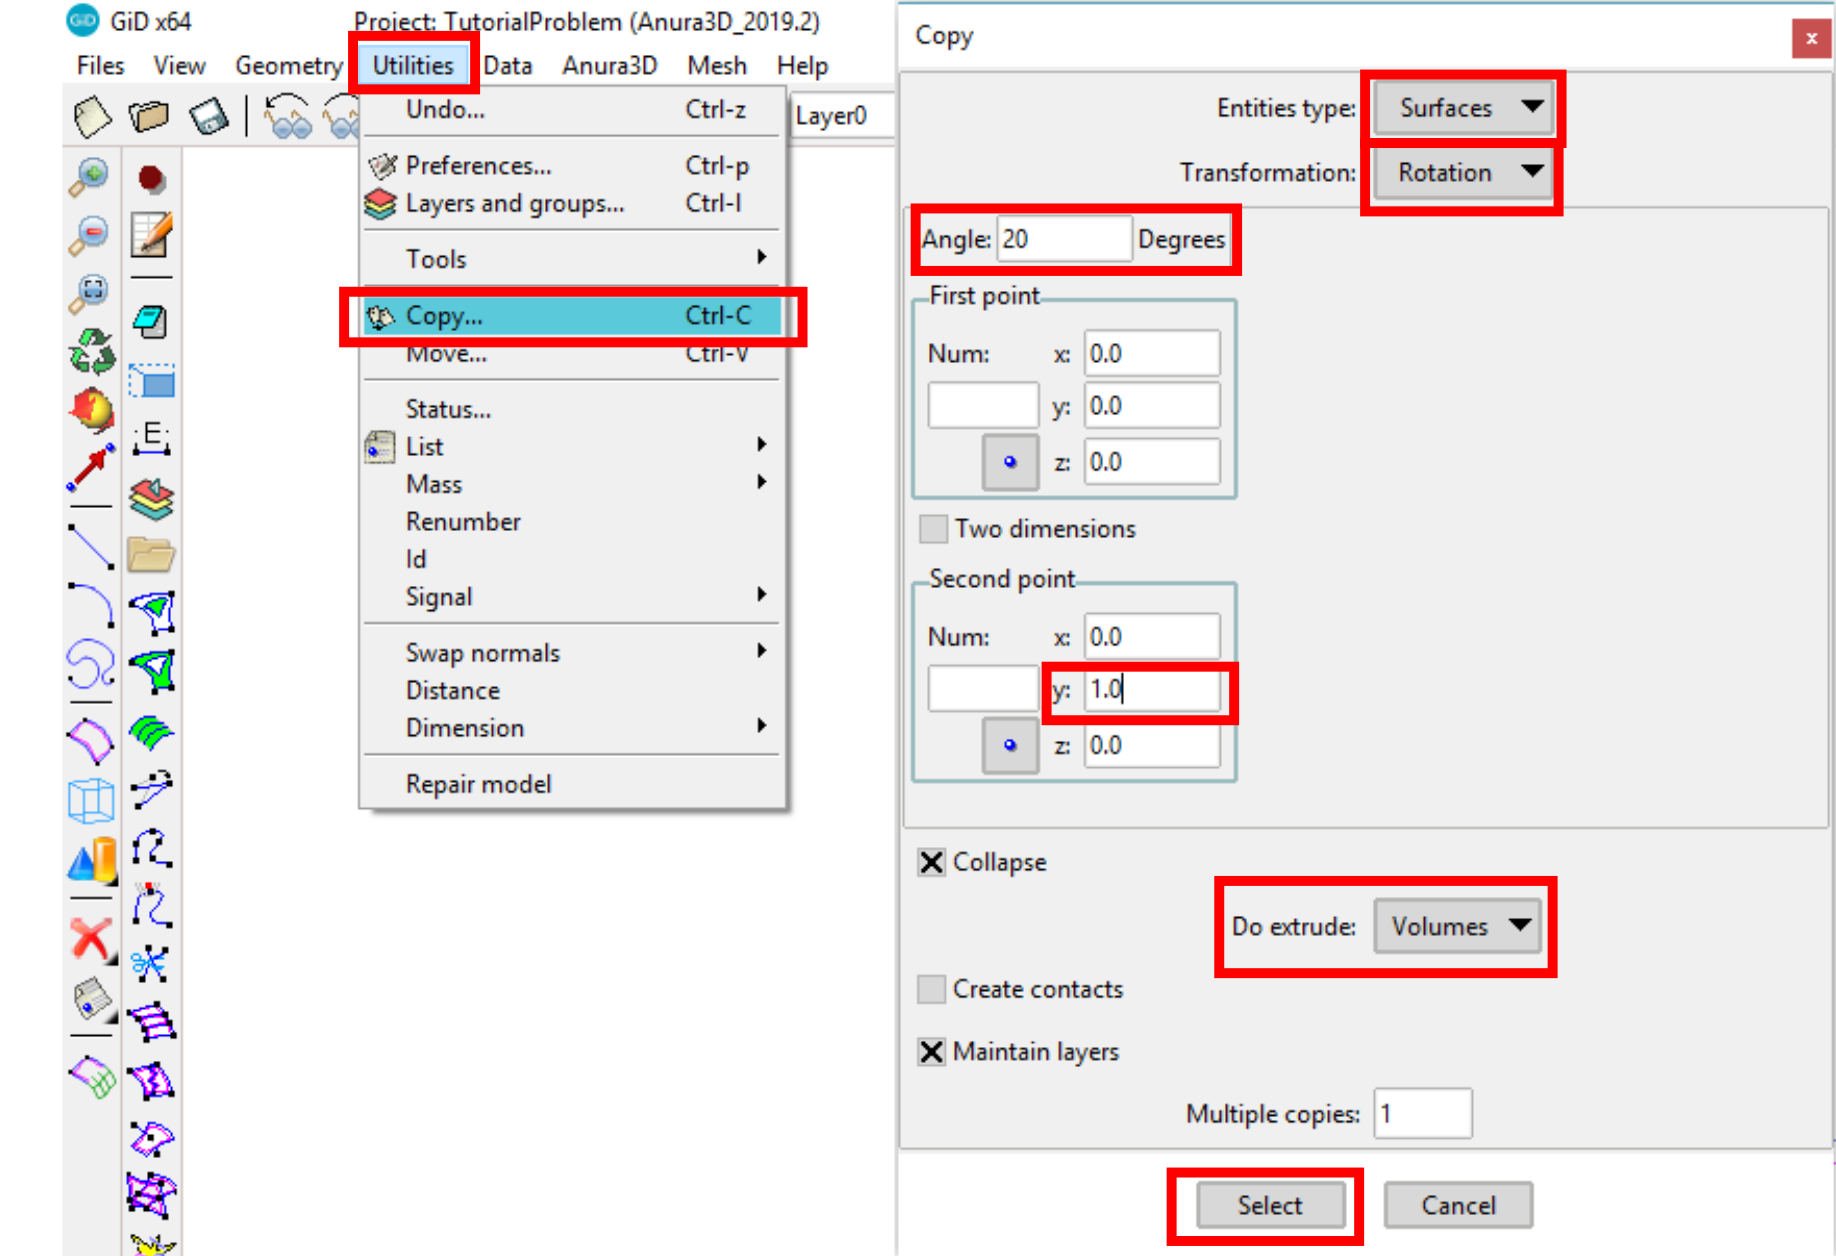 GiD GiD x64
Project: TutorialProblem (Anura3D_2019.2)
Files View Geometry Utilities Data Anura3D Mesh Help
Layer0
Undo... Ctrl-z
Preferences... Ctrl-p
Layers and groups... Ctrl-l
Tools
Copy... Ctrl-C
Move... Ctrl-V
Status...
List
Mass
Renumber
Id
Signal
Swap normals
Distance
Dimension
Repair model
E
Copy
x
Entities type: Surfaces
Transformation: Rotation
Angle: 20 Degrees
First point
Num: x: 0.0
y: 0.0
z: 0.0
Two dimensions
Second point
Num: x: 0.0
y: 1.0
z: 0.0
Collapse
Do extrude: Volumes
Create contacts
Maintain layers
Multiple copies: 1
Select Cancel